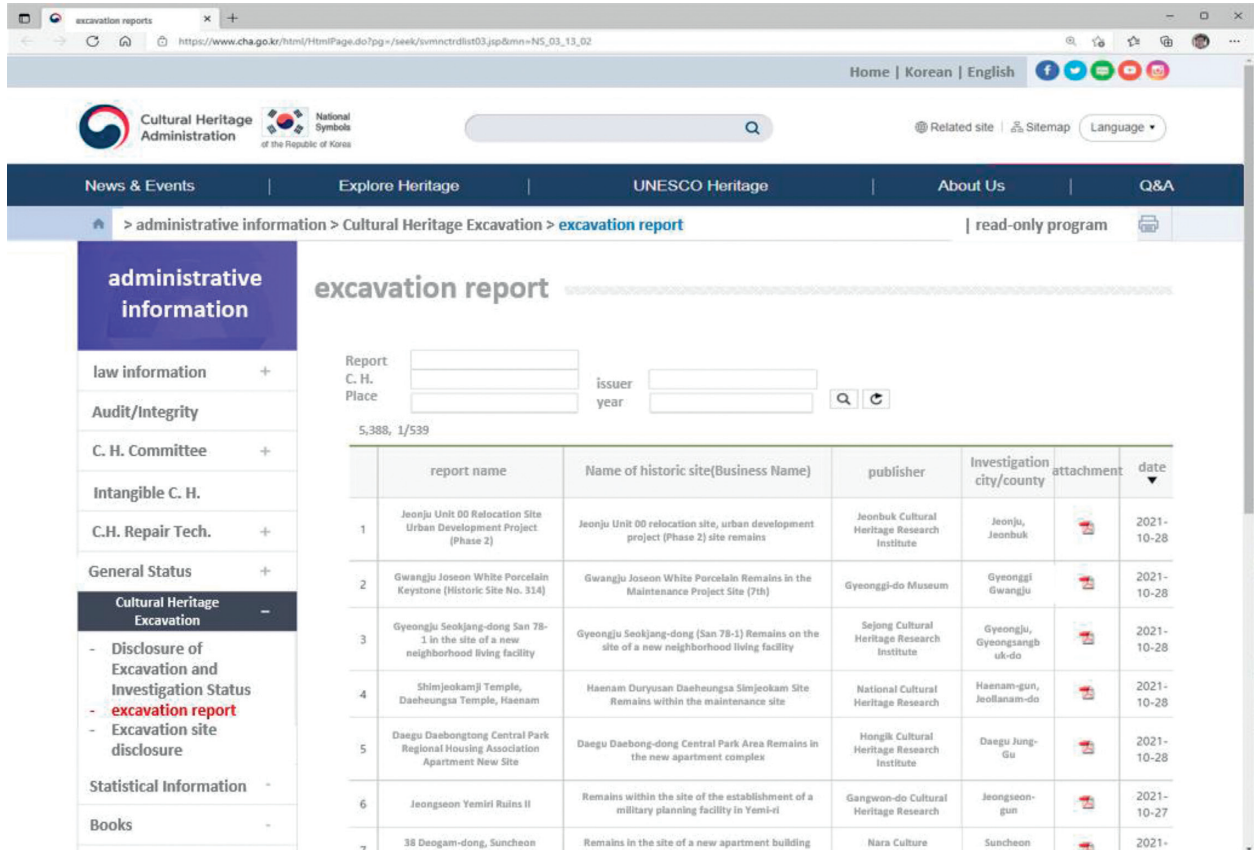 excavation reports
https://www.cha.go.kr/html/HtmlPage.do?pg=/seek/svmnctrdlist03.jsp&mn=NS_03_13_02
Home | Korean | English
Cultural Heritage
Administration
National
Symbols
of the Republic of Korea
Related site | Sitemap
Language
News & Events | Explore Heritage | UNESCO Heritage | About Us | Q&A
> administrative information > Cultural Heritage Excavation > excavation report
| read-only program
administrative
information
law information +
Audit/Integrity
C. H. Committee +
Intangible C. H.
C.H. Repair Tech. +
General Status +
Cultural Heritage
Excavation –
- Disclosure of
Excavation and
Investigation Status
- excavation report
- Excavation site
disclosure
Statistical Information -
Books -
excavation report
Report
C. H.
Place
issuer
year
5,388, 1/539
report name
Name of historic site(Business Name)
publisher
Investigation
city/county
attachment
date
1
Jeonju Unit 00 Relocation Site
Urban Development Project
(Phase 2)
Jeonju Unit 00 relocation site, urban development
project (Phase 2) site remains
Jeonbuk Cultural
Heritage Research
Institute
Jeonju,
Jeonbuk
2021-
10-28
2
Gwangju Joseon White Porcelain
Keystone (Historic Site No. 314)
Gwangju Joseon White Porcelain Remains in the
Maintenance Project Site (7th)
Gyeonggi-do Museum
Gyeonggi
Gwangju
2021-
10-28
3
Gyeongju Seokjang-dong San 78-
1 in the site of a new
neighborhood living facility
Gyeongju Seokjang-dong (San 78-1) Remains on the
site of a new neighborhood living facility
Sejong Cultural
Heritage Research
Institute
Gyeongju,
Gyeongsangb
uk-do
2021-
10-28
4
Shimjeokamji Temple,
Daeheungsa Temple, Haenam
Haenam Duryusan Daeheungsa Simjeokam Site
Remains within the maintenance site
National Cultural
Heritage Research
Haenam-gun,
Jeollanam-do
2021-
10-28
5
Daegu Daebongtong Central Park
Regional Housing Association
Apartment New Site
Daegu Daebong-dong Central Park Area Remains in
the new apartment complex
Hongik Cultural
Heritage Research
Institute
Daegu Jung-
Gu
2021-
10-28
6
Jeongseon Yemiri Ruins II
Remains within the site of the establishment of a
military planning facility in Yemi-ri
Gangwon-do Cultural
Heritage Research
Jeongseon-
gun
2021-
10-27
38 Deogam-dong, Suncheon
Remains in the site of a new apartment building
Nara Culture
Suncheon
2021-